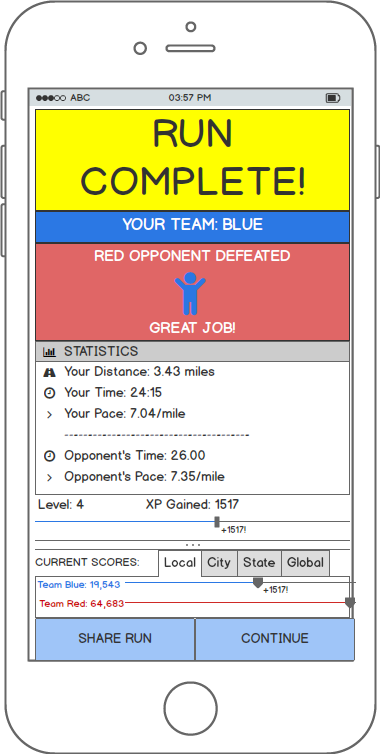 ABC 03:57 PM
RUN
COMPLETE!
YOUR TEAM: BLUE
RED OPPONENT DEFEATED
GREAT JOB!
STATISTICS
Your Distance: 3.43 miles
Your Time: 24:15
Your Pace: 7.04/mile
---------------------------------------
Opponent's Time: 26.00
Opponent's Pace: 7.35/mile
Level: 4 XP Gained: 1517
+1517!
CURRENT SCORES: Local City State Global
Team Blue: 19,543
+1517!
Team Red: 64,683
SHARE RUN CONTINUE